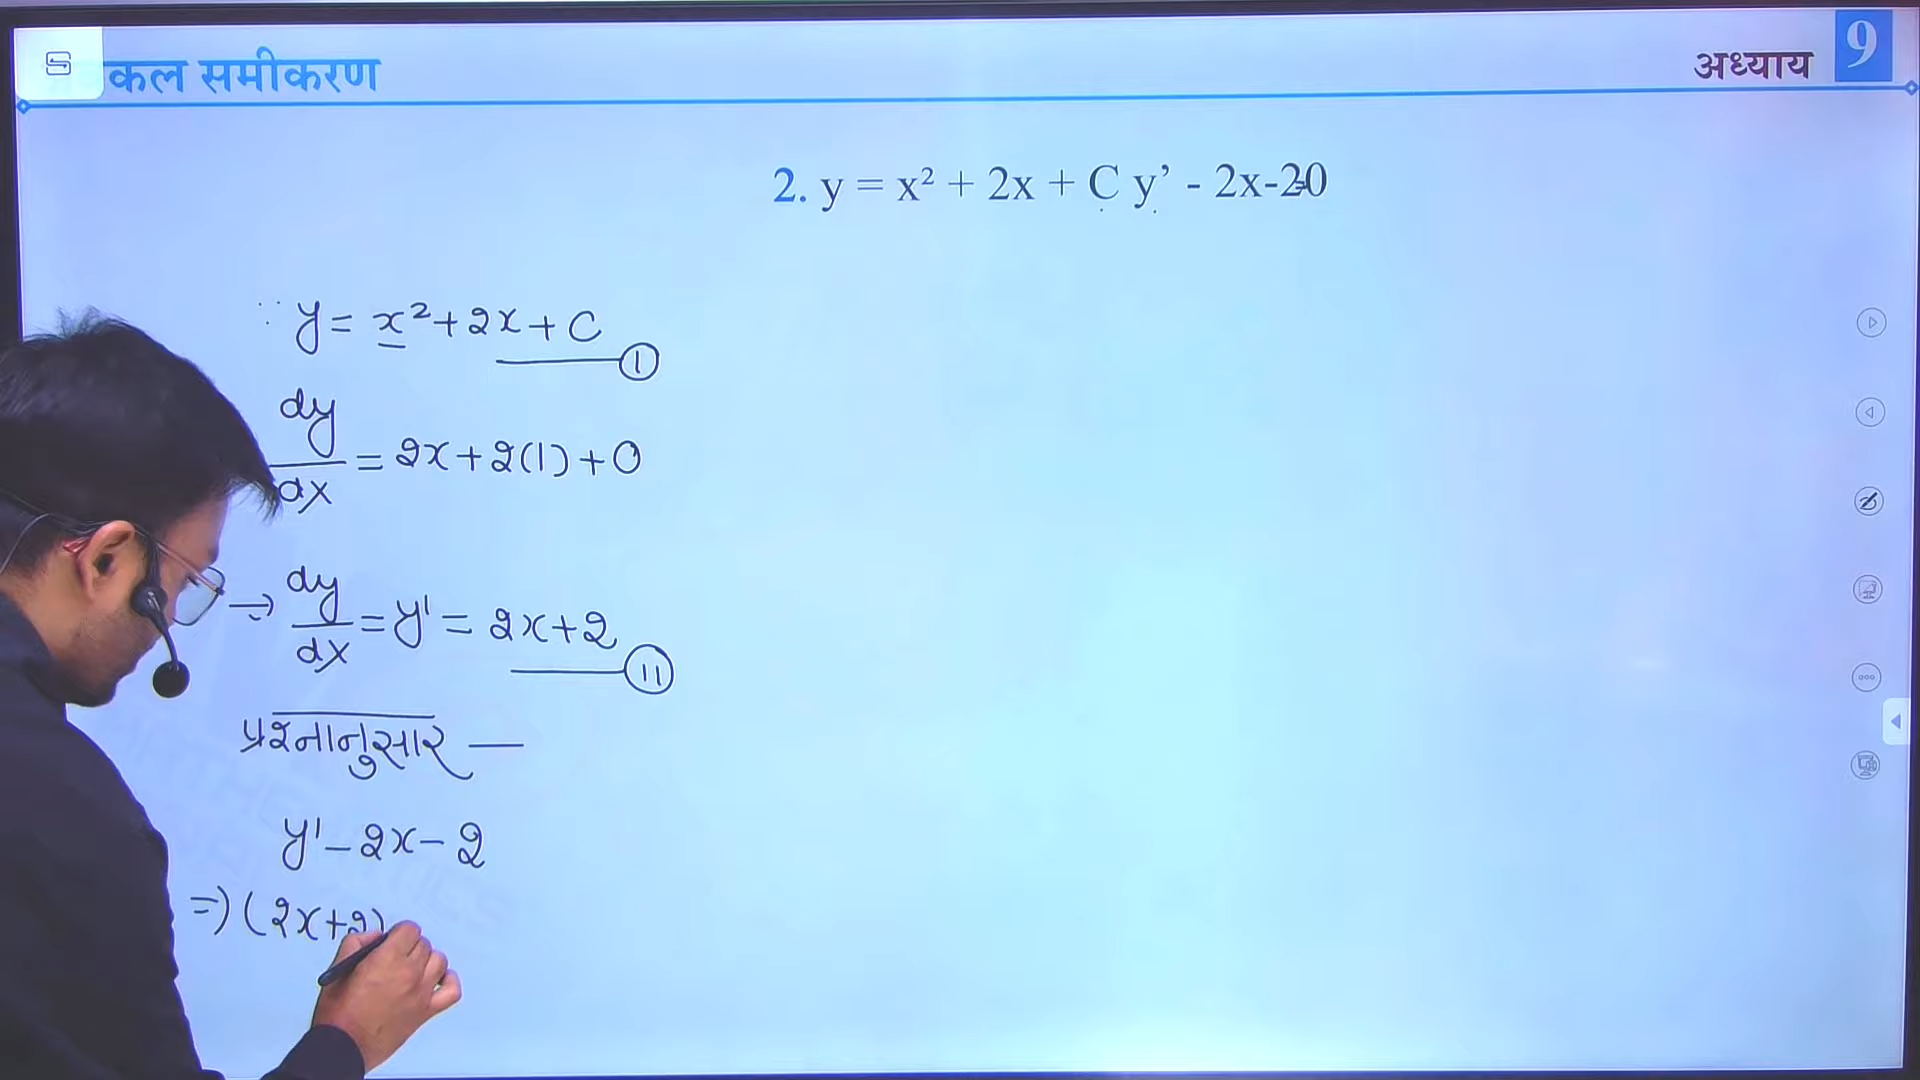 कल समीकरण
अध्याय 9
2. y = x² + 2x + C y’ - 2x-2=0
∵ y = x² + 2x + C
①
dy/dx = 2x + 2(1) + 0
⇒ dy/dx = y' = 2x + 2
⑪
प्रश्नानुसार —
y' - 2x - 2
⇒ (2x+2)